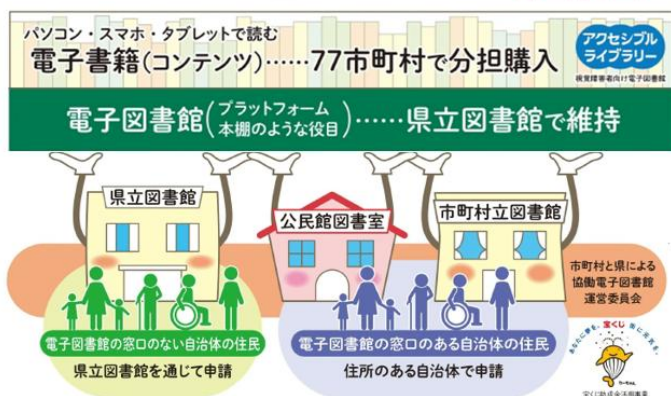 パソコン・スマホ・タブレットで読む
電子書籍(コンテンツ)……77市町村で分担購入
アクセシブル
ライブラリー
視覚障害者向け電子図書館
電子図書館(プラットフォーム
本棚のような役目)……県立図書館で維持
県立図書館
公民館図書室
市町村立図書館
市町村と県による
協働電子図書館
運営委員会
電子図書館の窓口のない自治体の住民
県立図書館を通じて申請
電子図書館の窓口のある自治体の住民
住所のある自治体で申請
宝くじ